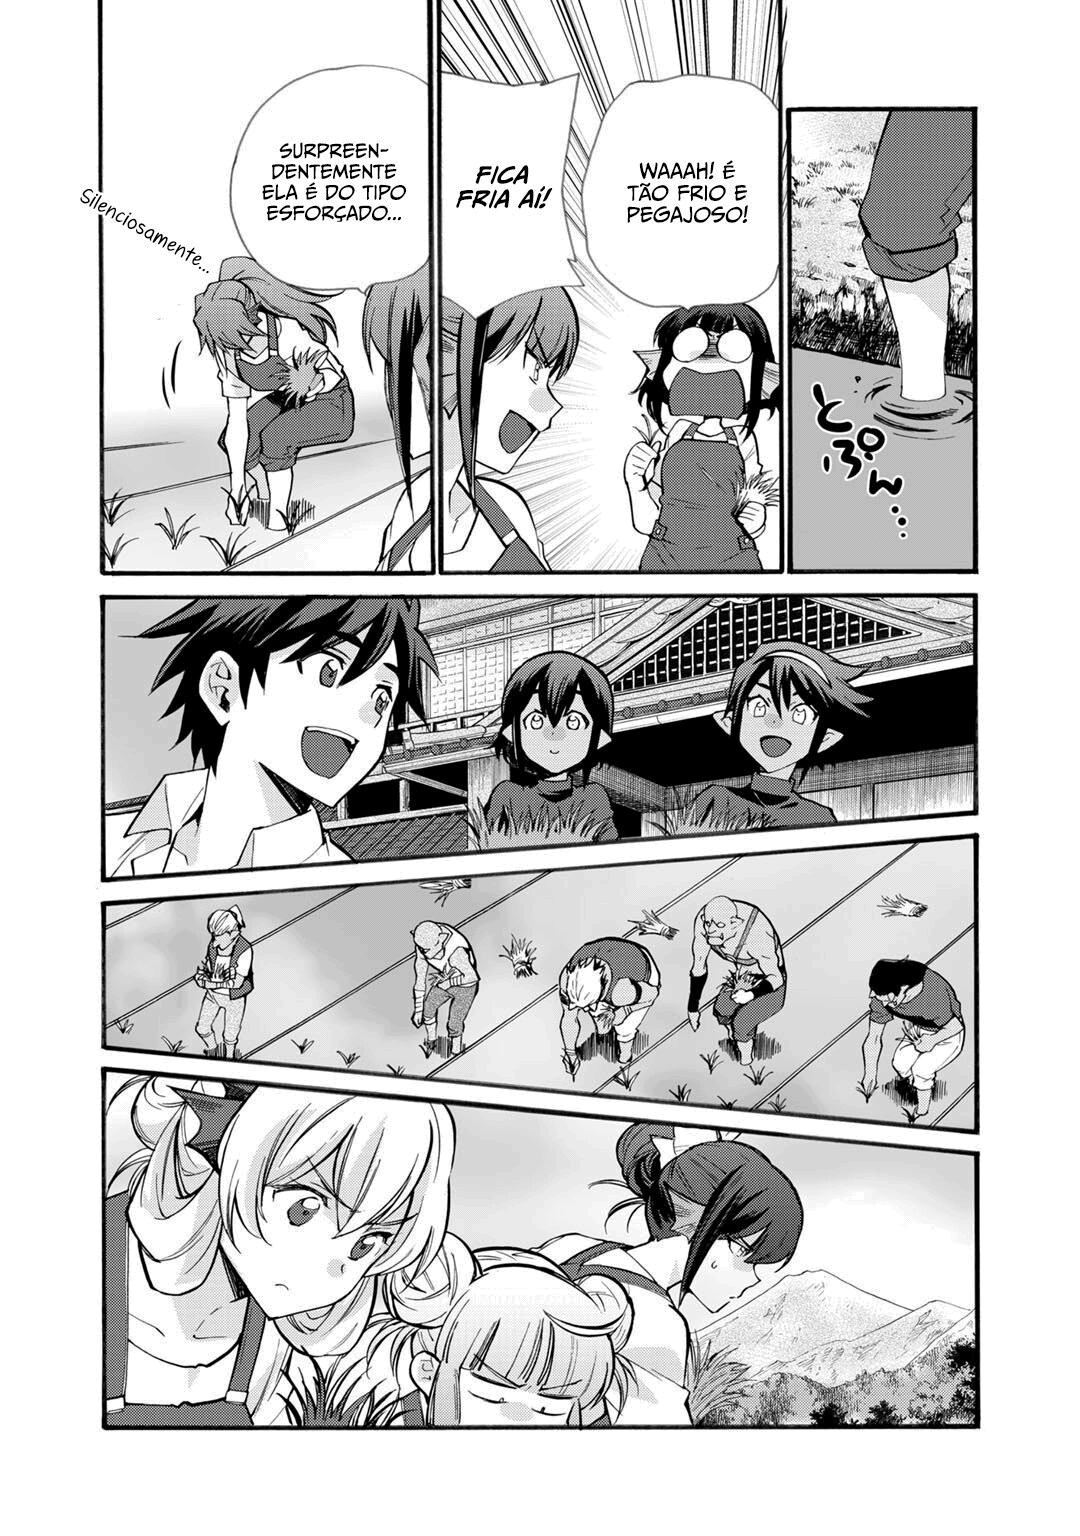 とぷん…
WAAAH! É
TÃO FRIO E
PEGAJOSO!
FICA
FRIA AÍ!
SURPREEN-
DENTEMENTE
ELA É DO TIPO
ESFORÇADO...
Silenciosamente...